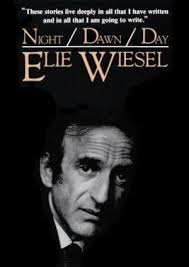 "These stories live deeply in all that I have written
and in all that I am going to write."
NIGHT / DAWN / DAY
ELIE WIESEL